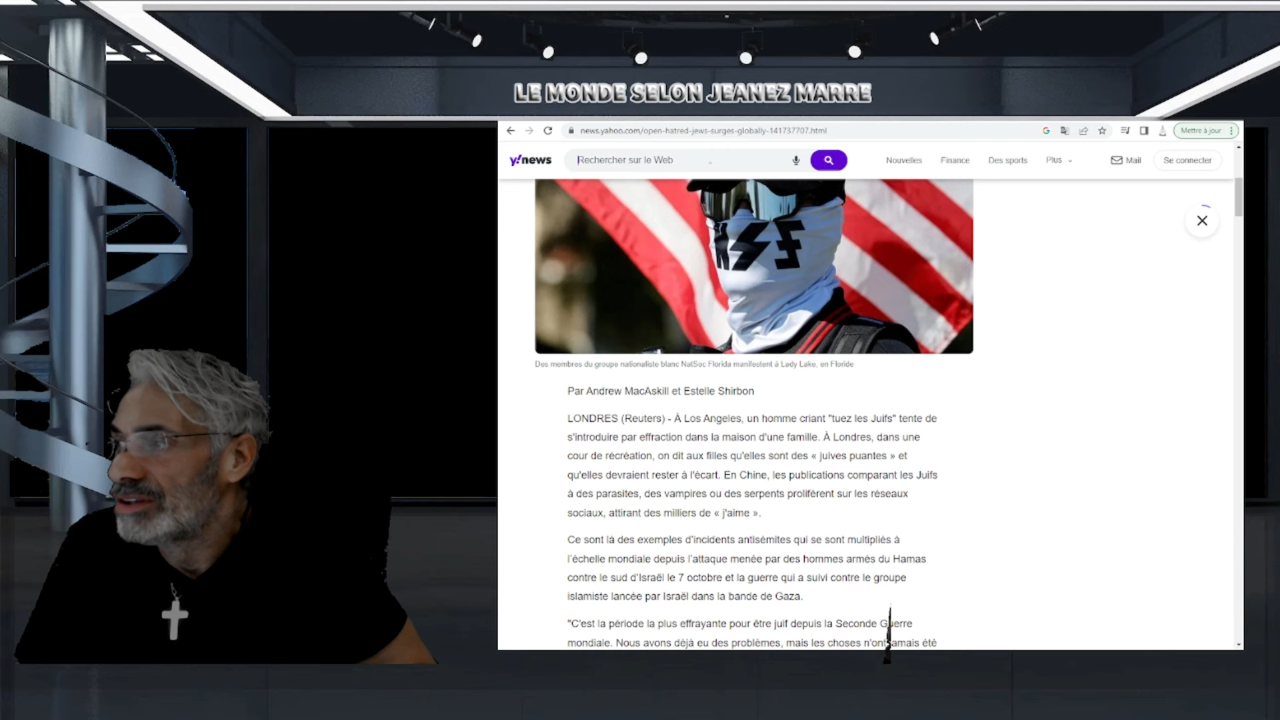 LE MONDE SELON JEANEZ MARRE
news.yahoo.com/open-hatred-jews-surges-globally-141737707.html
Mettre à jour
y!news
Rechercher sur le Web
Nouvelles Finance Des sports Plus Mail Se connecter
NSF
Des membres du groupe nationaliste blanc NatSoc Florida manifestent à Lady Lake, en Floride
Par Andrew MacAskill et Estelle Shirbon
LONDRES (Reuters) - À Los Angeles, un homme criant "tuez les Juifs" tente de
s'introduire par effraction dans la maison d'une famille. À Londres, dans une
cour de récréation, on dit aux filles qu'elles sont des « juives puantes » et
qu'elles devraient rester à l'écart. En Chine, les publications comparant les Juifs
à des parasites, des vampires ou des serpents prolifèrent sur les réseaux
sociaux, attirant des milliers de « j'aime ».
Ce sont là des exemples d'incidents antisémites qui se sont multipliés à
l'échelle mondiale depuis l'attaque menée par des hommes armés du Hamas
contre le sud d'Israël le 7 octobre et la guerre qui a suivi contre le groupe
islamiste lancée par Israël dans la bande de Gaza.
"C'est la période la plus effrayante pour être juif depuis la Seconde Guerre
mondiale. Nous avons déjà eu des problèmes, mais les choses n'ont jamais été